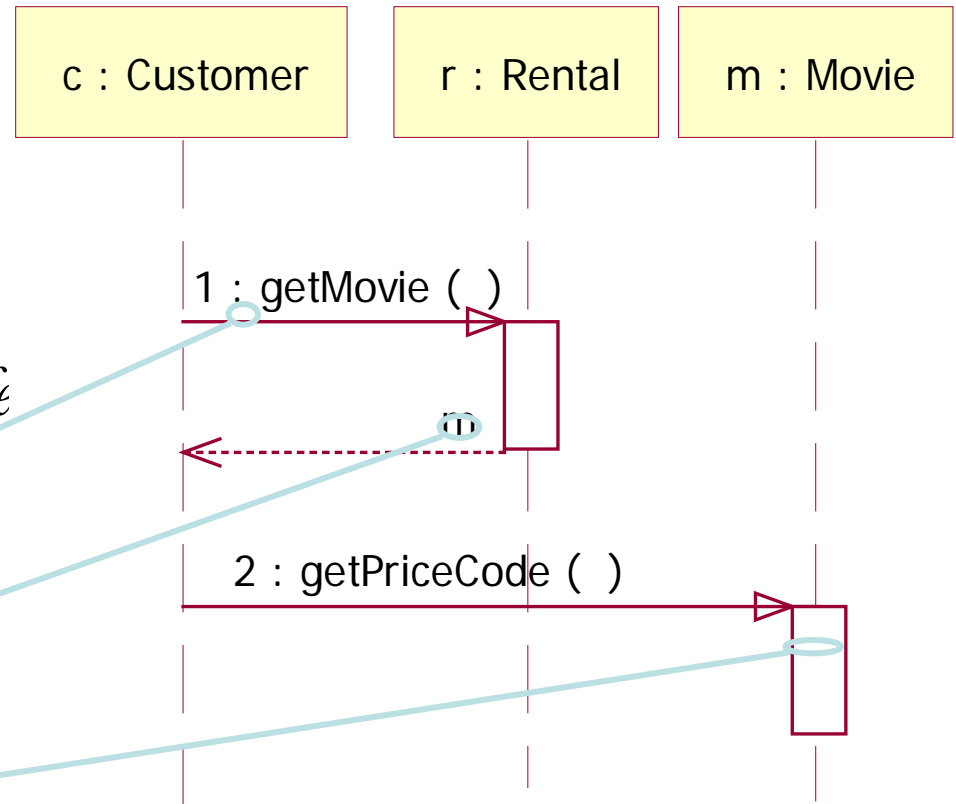 c : Customer
r : Rental
m : Movie
1 : getMovie ( )
m
2 : getPriceCode ( )